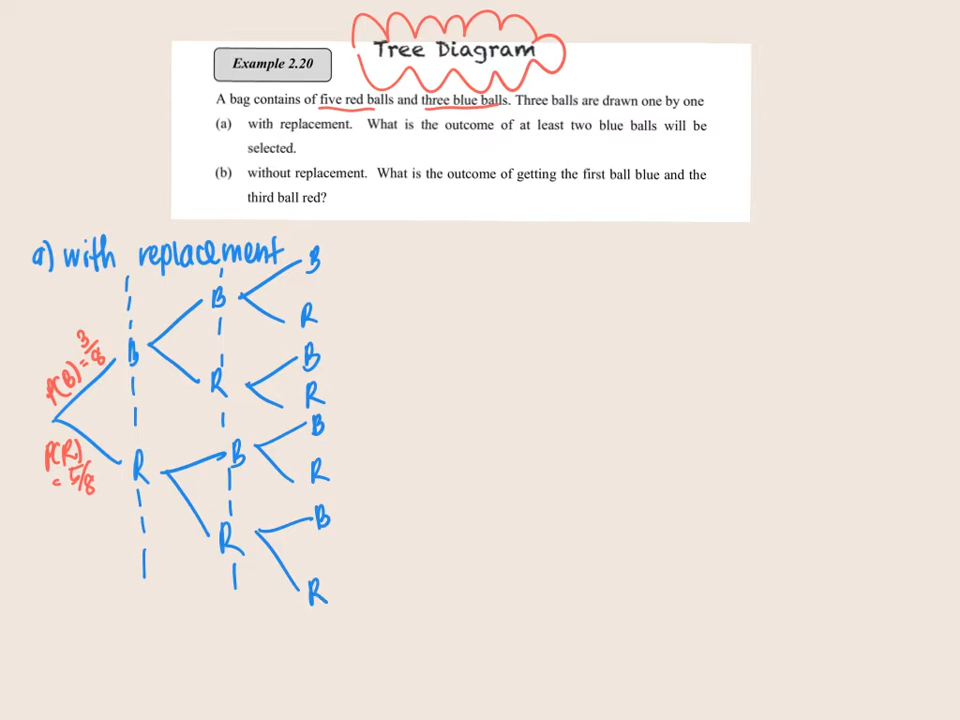 Tree Diagram
Example 2.20
A bag contains of five red balls and three blue balls. Three balls are drawn one by one
(a) with replacement. What is the outcome of at least two blue balls will be
selected.
(b) without replacement. What is the outcome of getting the first ball blue and the
third ball red?
a) with replacement
B
B
R
P(B) = 3/8
B
R
B
R
P(R) = 5/8
R
B
B
R
R
B
R